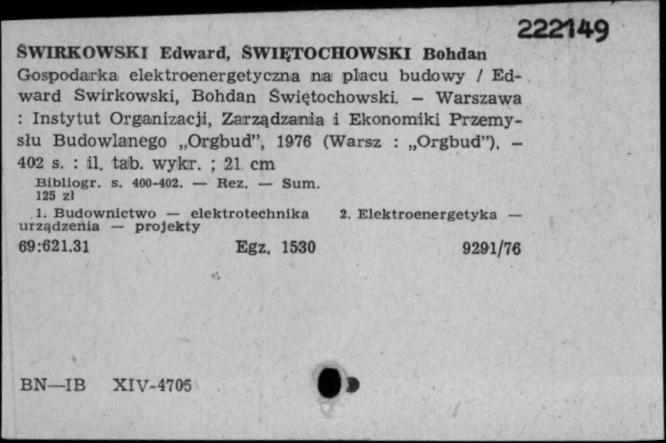 222149
ŚWIRKOWSKI Edward, ŚWIĘTOCHOWSKI Bohdan
Gospodarka elektroenergetyczna na placu budowy / Ed-
ward Świrkowski, Bohdan Świętochowski. — Warszawa
: Instytut Organizacji, Zarządzania i Ekonomiki Przemy-
słu Budowlanego „Orgbud”, 1976 (Warsz : „Orgbud”). —
402 s. : il. tab. wykr. ; 21 cm
Bibliogr. s. 400-402. — Rez. — Sum.
125 zł
1. Budownictwo — elektrotechnika 2. Elektroenergetyka —
urządzenia — projekty
69:621.31 Egz. 1530 9291/76
BN—IB XIV-4705